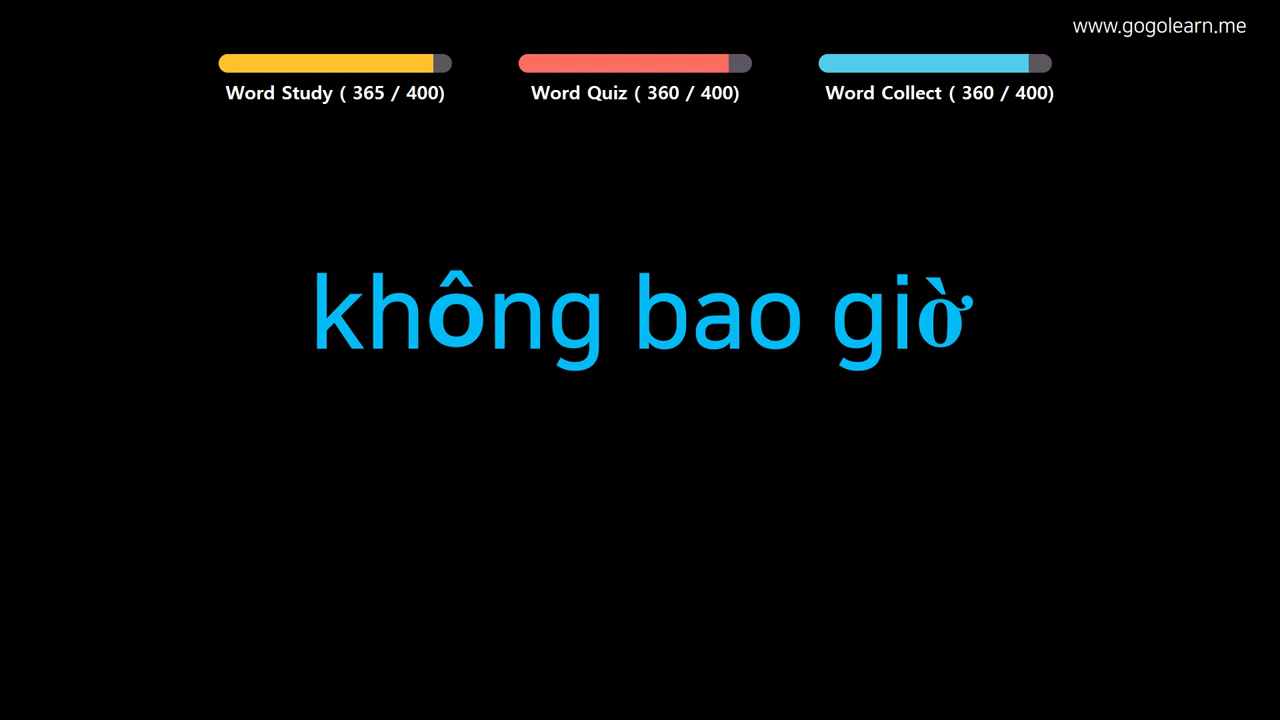 www.gogolearn.me
Word Study ( 365 / 400)
Word Quiz ( 360 / 400)
Word Collect ( 360 / 400)
không bao giờ